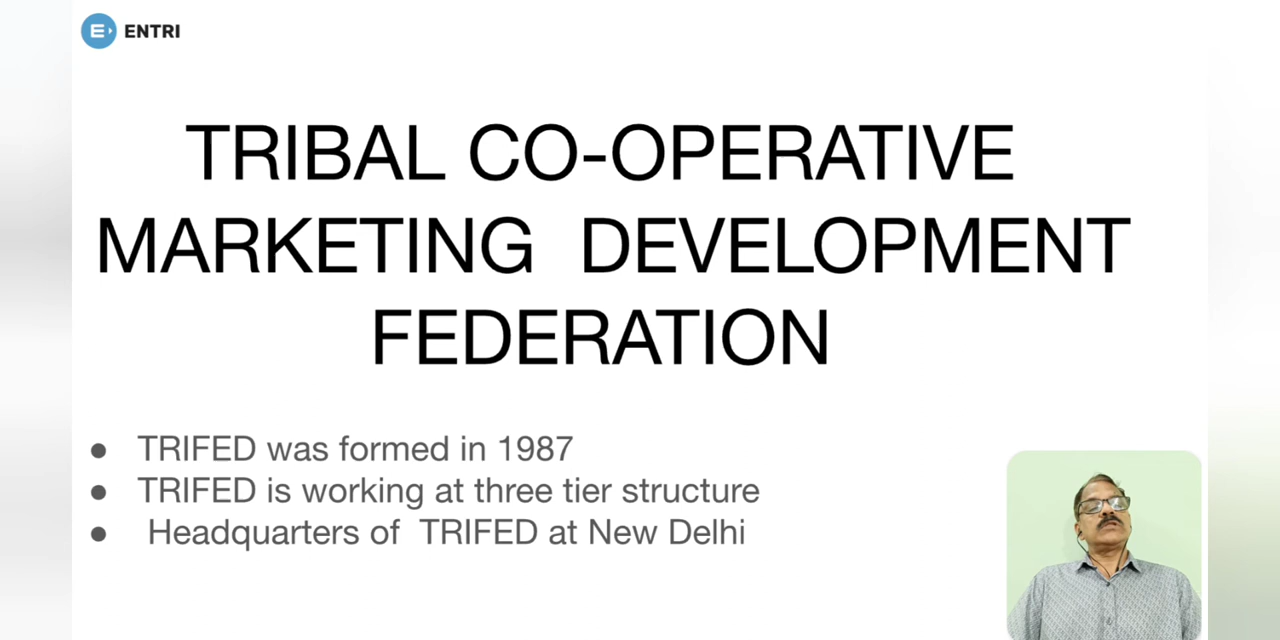 ENTRI
TRIBAL CO-OPERATIVE
MARKETING DEVELOPMENT
FEDERATION
● TRIFED was formed in 1987
● TRIFED is working at three tier structure
● Headquarters of TRIFED at New Delhi